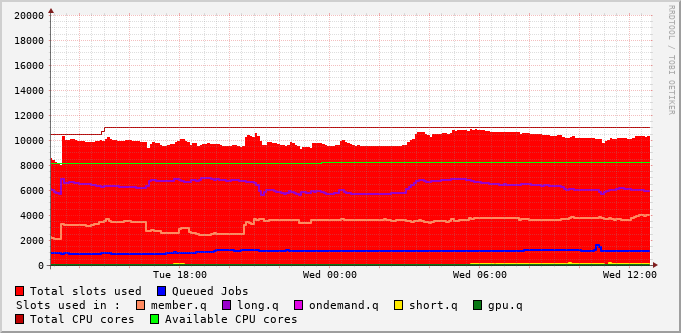 20000
18000
16000
14000
12000
10000
8000
6000
4000
2000
0
Tue 18:00 Wed 00:00 Wed 06:00 Wed 12:00
Total slots used Queued Jobs
Slots used in : member.q long.q ondemand.q short.q gpu.q
Total CPU cores Available CPU cores
RRDTOOL / TOBI OETIKER